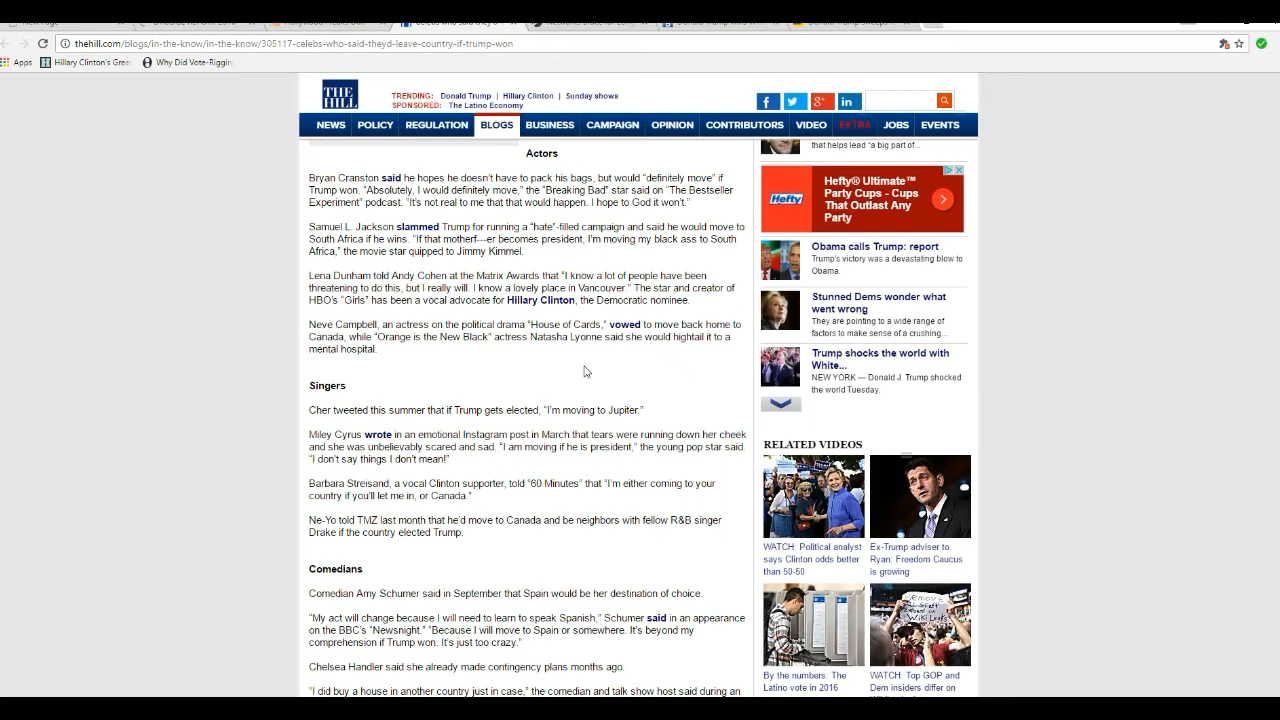 thehill.com/blogs/in-the-know/in-the-know/305117-celebs-who-said-theyd-leave-country-if-trump-won
Apps
Hillary Clinton's Gree
Why Did Vote-Riggin
THE
HILL
TRENDING: Donald Trump | Hillary Clinton | Sunday shows
SPONSORED: The Latino Economy
f
g+
in
NEWS POLICY REGULATION BLOGS BUSINESS CAMPAIGN OPINION CONTRIBUTORS VIDEO EXTRA JOBS EVENTS
Actors
Bryan Cranston said he hopes he doesn't have to pack his bags, but would “definitely move” if
Trump won. “Absolutely, I would definitely move,” the “Breaking Bad” star said on “The Bestseller
Experiment” podcast. “It's not real to me that that would happen. I hope to God it won't.”
Samuel L. Jackson slammed Trump for running a “hate”-filled campaign and said he would move to
South Africa if he wins. “If that motherf---er becomes president, I'm moving my black ass to South
Africa,” the movie star quipped to Jimmy Kimmel.
Lena Dunham told Andy Cohen at the Matrix Awards that “I know a lot of people have been
threatening to do this, but I really will. I know a lovely place in Vancouver.” The star and creator of
HBO's “Girls” has been a vocal advocate for Hillary Clinton, the Democratic nominee.
Neve Campbell, an actress on the political drama “House of Cards,” vowed to move back home to
Canada, while “Orange is the New Black” actress Natasha Lyonne said she would hightail it to a
mental hospital.
Singers
Cher tweeted this summer that if Trump gets elected, “I'm moving to Jupiter.”
Miley Cyrus wrote in an emotional Instagram post in March that tears were running down her cheek
and she was unbelievably scared and sad. “I am moving if he is president,” the young pop star said.
“I don't say things I don't mean!”
Barbara Streisand, a vocal Clinton supporter, told “60 Minutes” that “I'm either coming to your
country if you'll let me in, or Canada.”
Ne-Yo told TMZ last month that he'd move to Canada and be neighbors with fellow R&B singer
Drake if the country elected Trump.
Comedians
Comedian Amy Schumer said in September that Spain would be her destination of choice.
“My act will change because I will need to learn to speak Spanish,” Schumer said in an appearance
on the BBC's “Newsnight.” “Because I will move to Spain or somewhere. It's beyond my
comprehension if Trump won. It's just too crazy.”
Chelsea Handler said she already made contingency plans months ago.
“I did buy a house in another country just in case,” the comedian and talk show host said during an
that helps lead “a big part of...
Hefty
Hefty® Ultimate™
Party Cups - Cups
That Outlast Any
Party
Obama calls Trump: report
Trump's victory was a devastating blow to
Obama.
Stunned Dems wonder what
went wrong
They are pointing to a wide range of
factors to make sense of a crushing...
Trump shocks the world with
White...
NEW YORK — Donald J. Trump shocked
the world Tuesday.
RELATED VIDEOS
WATCH: Political analyst
says Clinton odds better
than 50-50
Ex-Trump adviser to
Ryan: Freedom Caucus
is growing
By the numbers: The
Latino vote in 2016
WATCH: Top GOP and
Dem insiders differ on